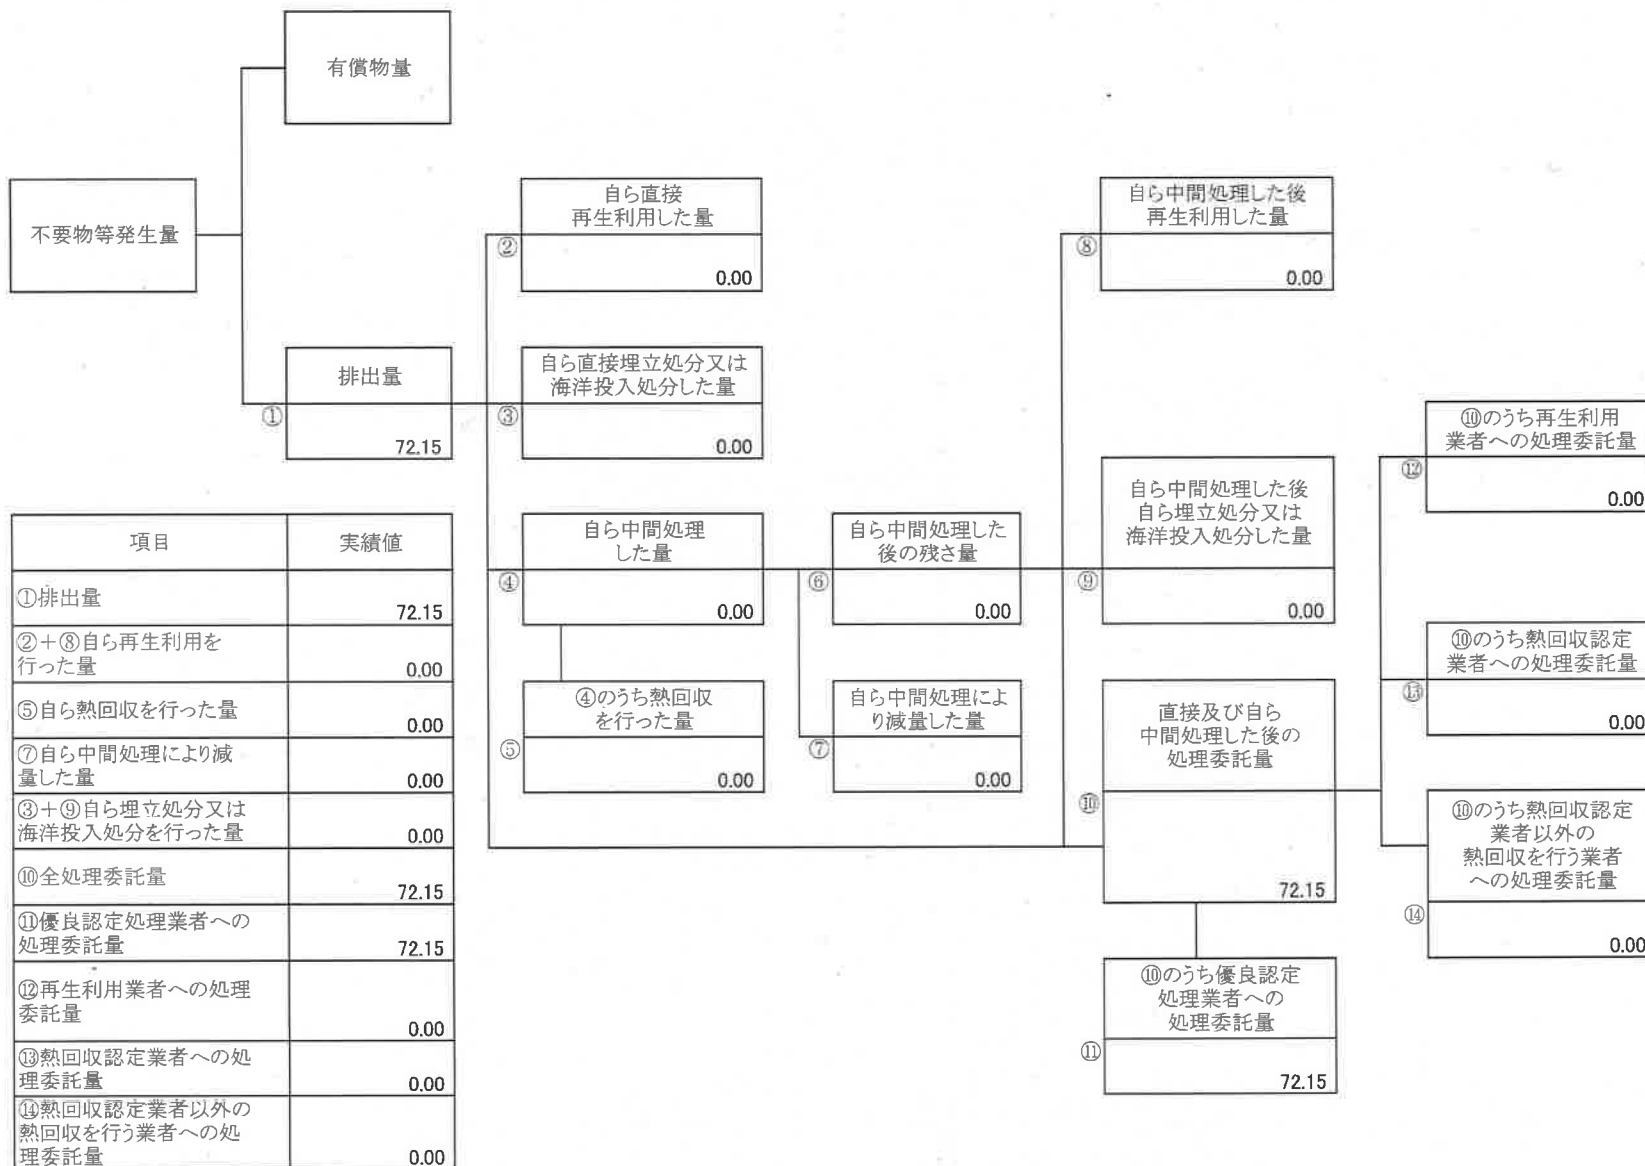 有償物量
不要物等発生量
排出量
①
72.15
自ら直接
再生利用した量
②
0.00
自ら直接埋立処分又は
海洋投入処分した量
③
0.00
自ら中間処理
した量
④
0.00
④のうち熱回収
を行った量
⑤
0.00
自ら中間処理した
後の残さ量
⑥
0.00
自ら中間処理によ
り減量した量
⑦
0.00
自ら中間処理した後
再生利用した量
⑧
0.00
自ら中間処理した後
自ら埋立処分又は
海洋投入処分した量
⑨
0.00
直接及び自ら
中間処理した後の
処理委託量
⑩
72.15
⑩のうち優良認定
処理業者への
処理委託量
⑪
72.15
⑩のうち再生利用
業者への処理委託量
⑫
0.00
⑩のうち熱回収認定
業者への処理委託量
⑬
0.00
⑩のうち熱回収認定
業者以外の
熱回収を行う業者
への処理委託量
⑭
0.00
項目 実績値
①排出量
72.15
②+⑧自ら再生利用を
行った量
0.00
⑤自ら熱回収を行った量
0.00
⑦自ら中間処理により減
量した量
0.00
③+⑨自ら埋立処分又は
海洋投入処分を行った量
0.00
⑩全処理委託量
72.15
⑪優良認定処理業者への
処理委託量
72.15
⑫再生利用業者への処理
委託量
0.00
⑬熱回収認定業者への処
理委託量
0.00
⑭熱回収認定業者以外の
熱回収を行う業者への処
理委託量
0.00